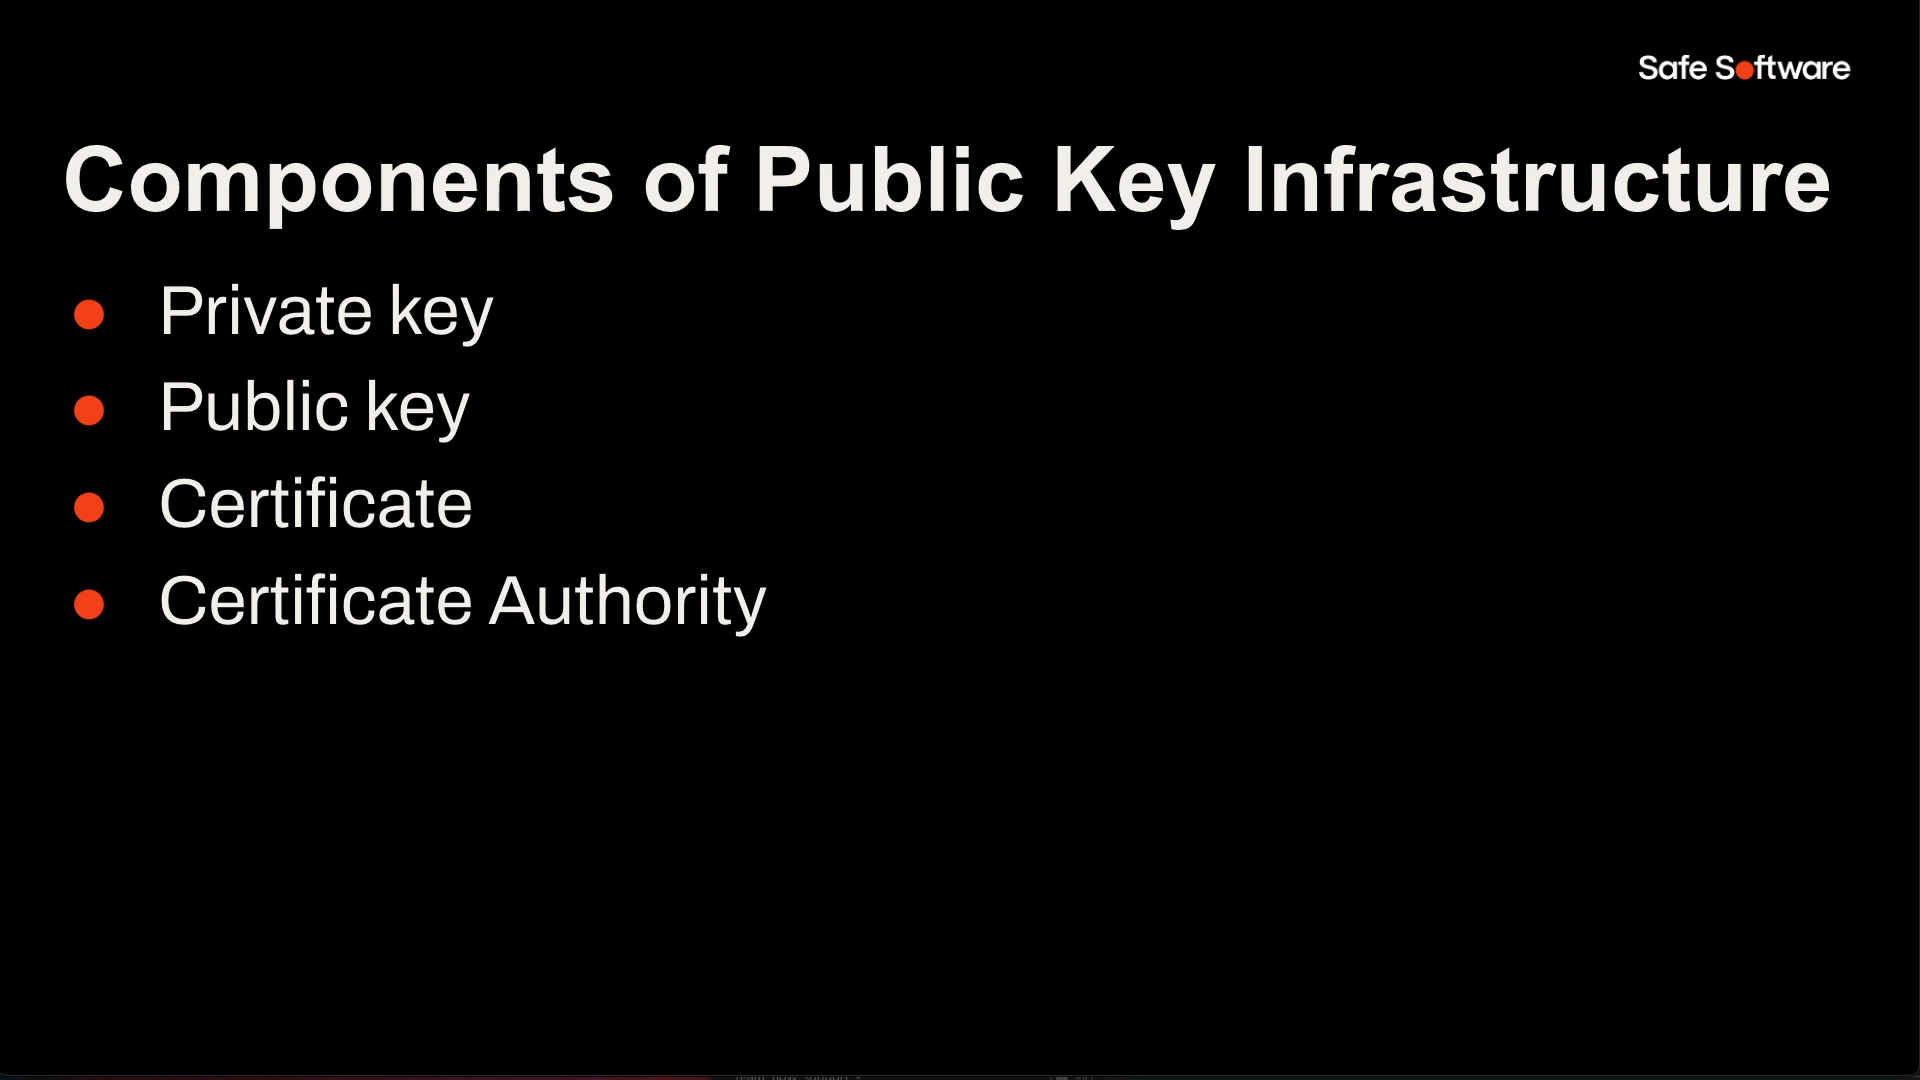 Safe Software
Components of Public Key Infrastructure
Private key
Public key
Certificate
Certificate Authority